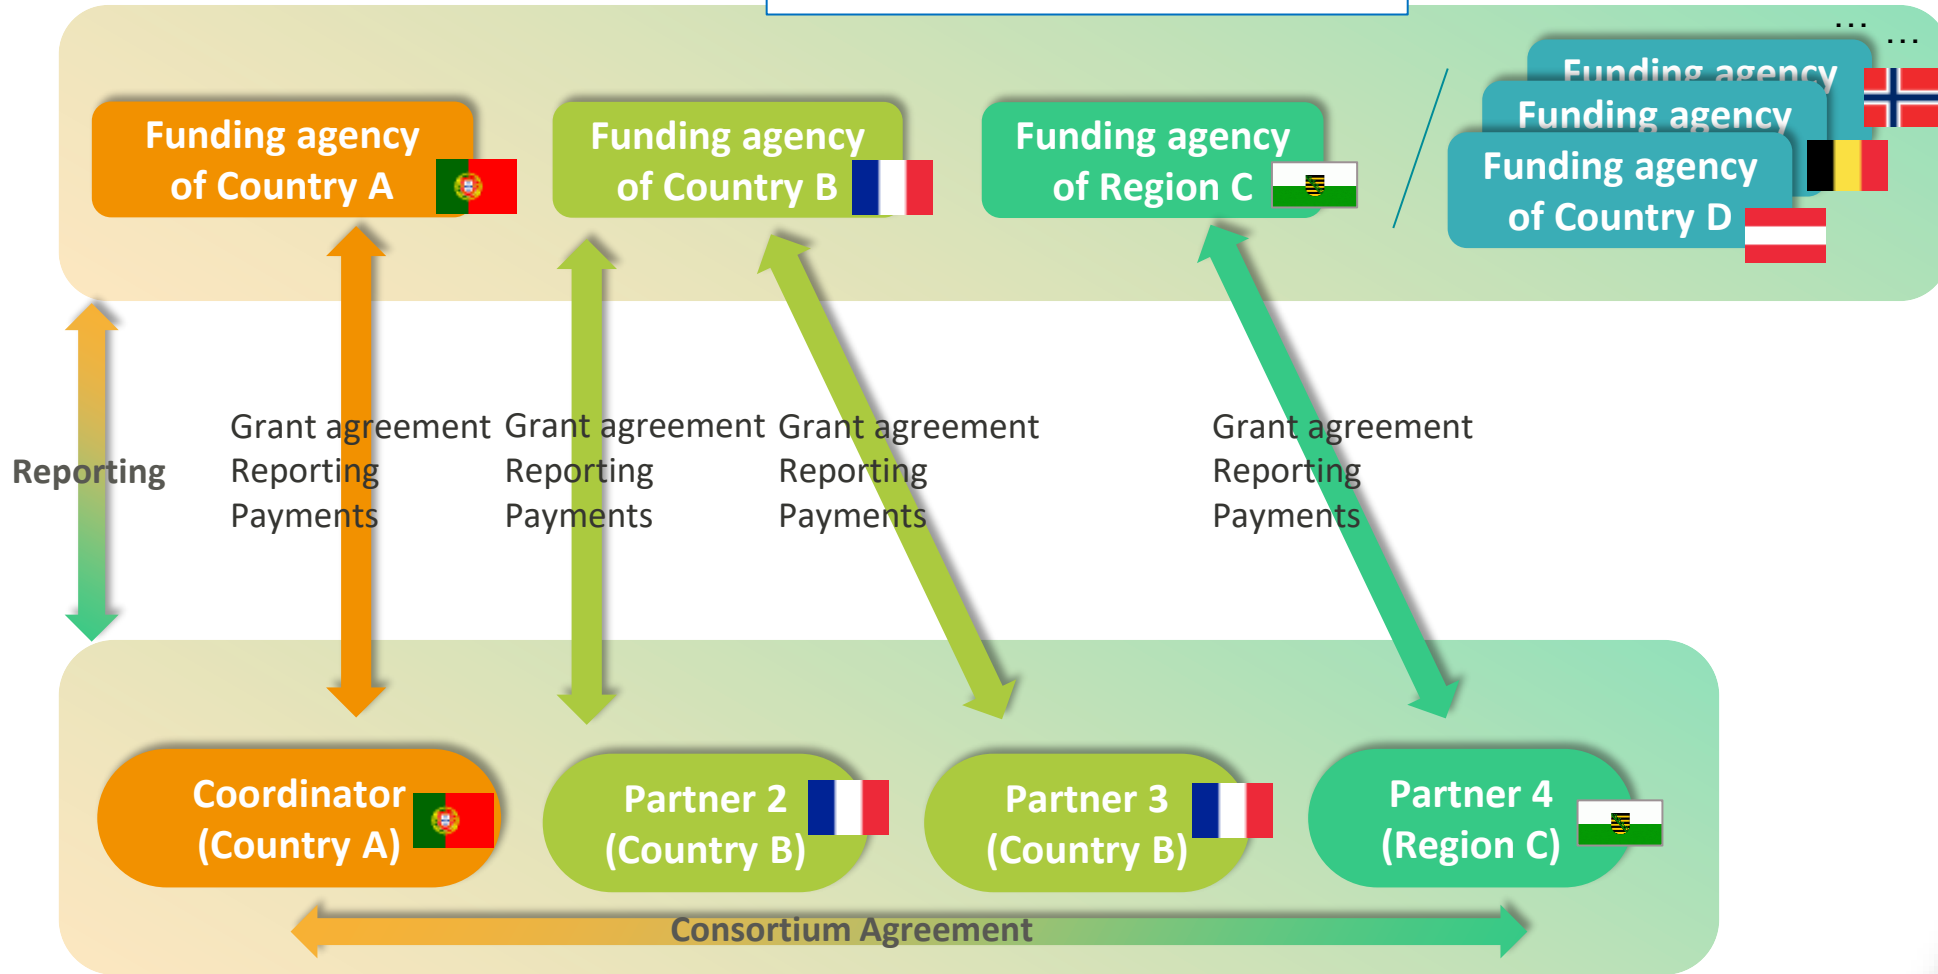 ...
...
Funding agency
Funding agency
Funding agency
of Country A
Funding agency
of Country B
Funding agency
of Region C
Funding agency
of Country D
Reporting
Grant agreement
Reporting
Payments
Grant agreement
Reporting
Payments
Grant agreement
Reporting
Payments
Grant agreement
Reporting
Payments
Coordinator
(Country A)
Partner 2
(Country B)
Partner 3
(Country B)
Partner 4
(Region C)
Consortium Agreement